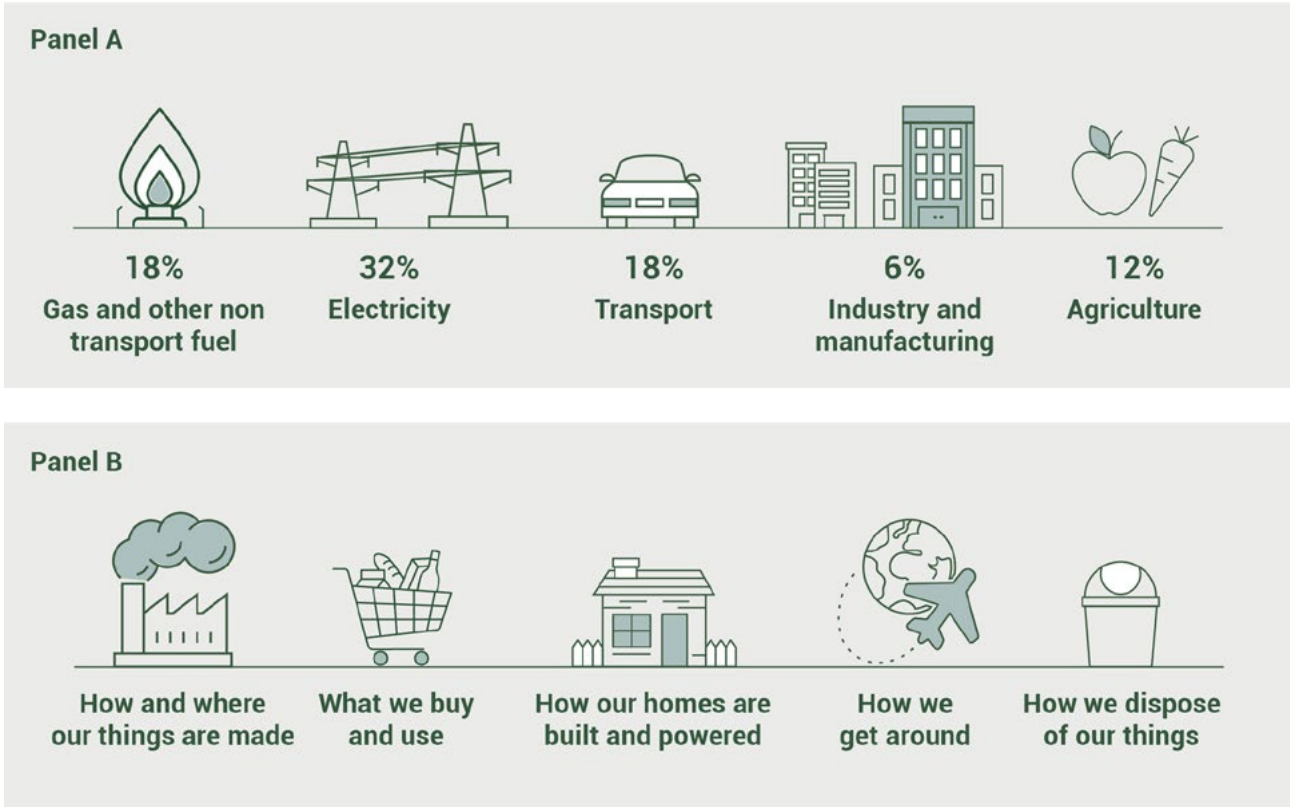 Panel A
18%
Gas and other non
transport fuel
32%
Electricity
18%
Transport
6%
Industry and
manufacturing
12%
Agriculture
Panel B
How and where
our things are made
What we buy
and use
How our homes are
built and powered
How we
get around
How we dispose
of our things